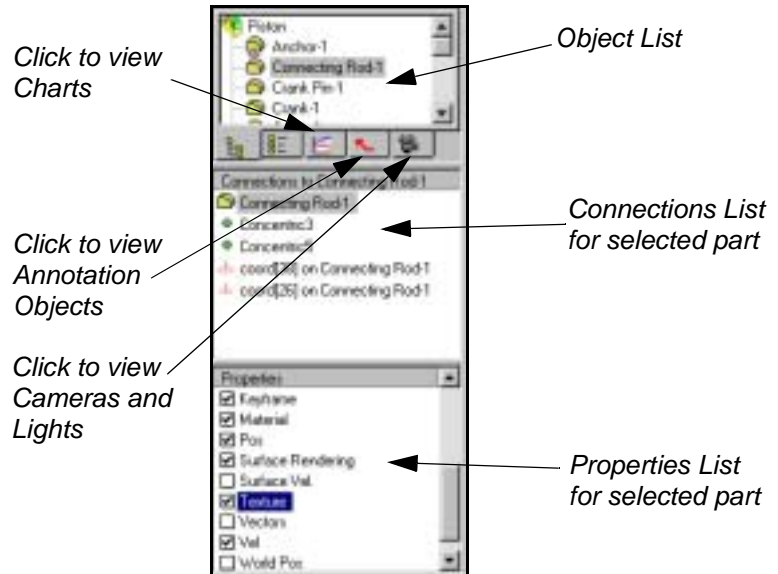 Click to view
Charts
Object List
Piston
Anchor-1
Connecting Rod-1
Crank Pin-1
Crank-1
Connections to Connecting Rod-1
Connecting Rod-1
Concentric3
coord[26] on Connecting Rod-1
Connections List
for selected part
Click to view
Annotation
Objects
Click to view
Cameras and
Lights
Properties
Keyframe
Material
Pos
Surface Rendering
Surface Vel.
Texture
Vectors
Vel
World Pos
Properties List
for selected part